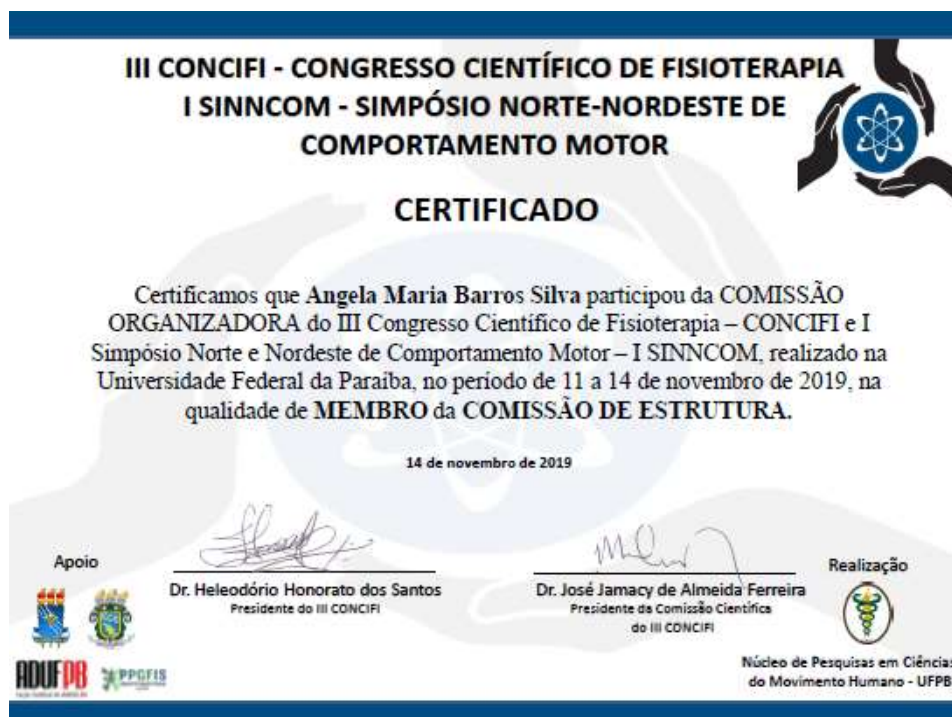 III CONCIFI - CONGRESSO CIENTÍFICO DE FISIOTERAPIA
I SINNCOM - SIMPÓSIO NORTE-NORDESTE DE
COMPORTAMENTO MOTOR
CERTIFICADO
Certificamos que Angela Maria Barros Silva participou da COMISSÃO
ORGANIZADORA do III Congresso Científico de Fisioterapia – CONCIFI e I
Simpósio Norte e Nordeste de Comportamento Motor – I SINNCOM, realizado na
Universidade Federal da Paraíba, no período de 11 a 14 de novembro de 2019, na
qualidade de MEMBRO da COMISSÃO DE ESTRUTURA.
14 de novembro de 2019
Apoio
Dr. Heleodório Honorato dos Santos
Presidente do III CONCIFI
Dr. José Jamacy de Almeida Ferreira
Presidente da Comissão Científica
do III CONCIFI
Realização
ADUFPB
PPGFIS
Núcleo de Pesquisas em Ciências
do Movimento Humano - UFPB